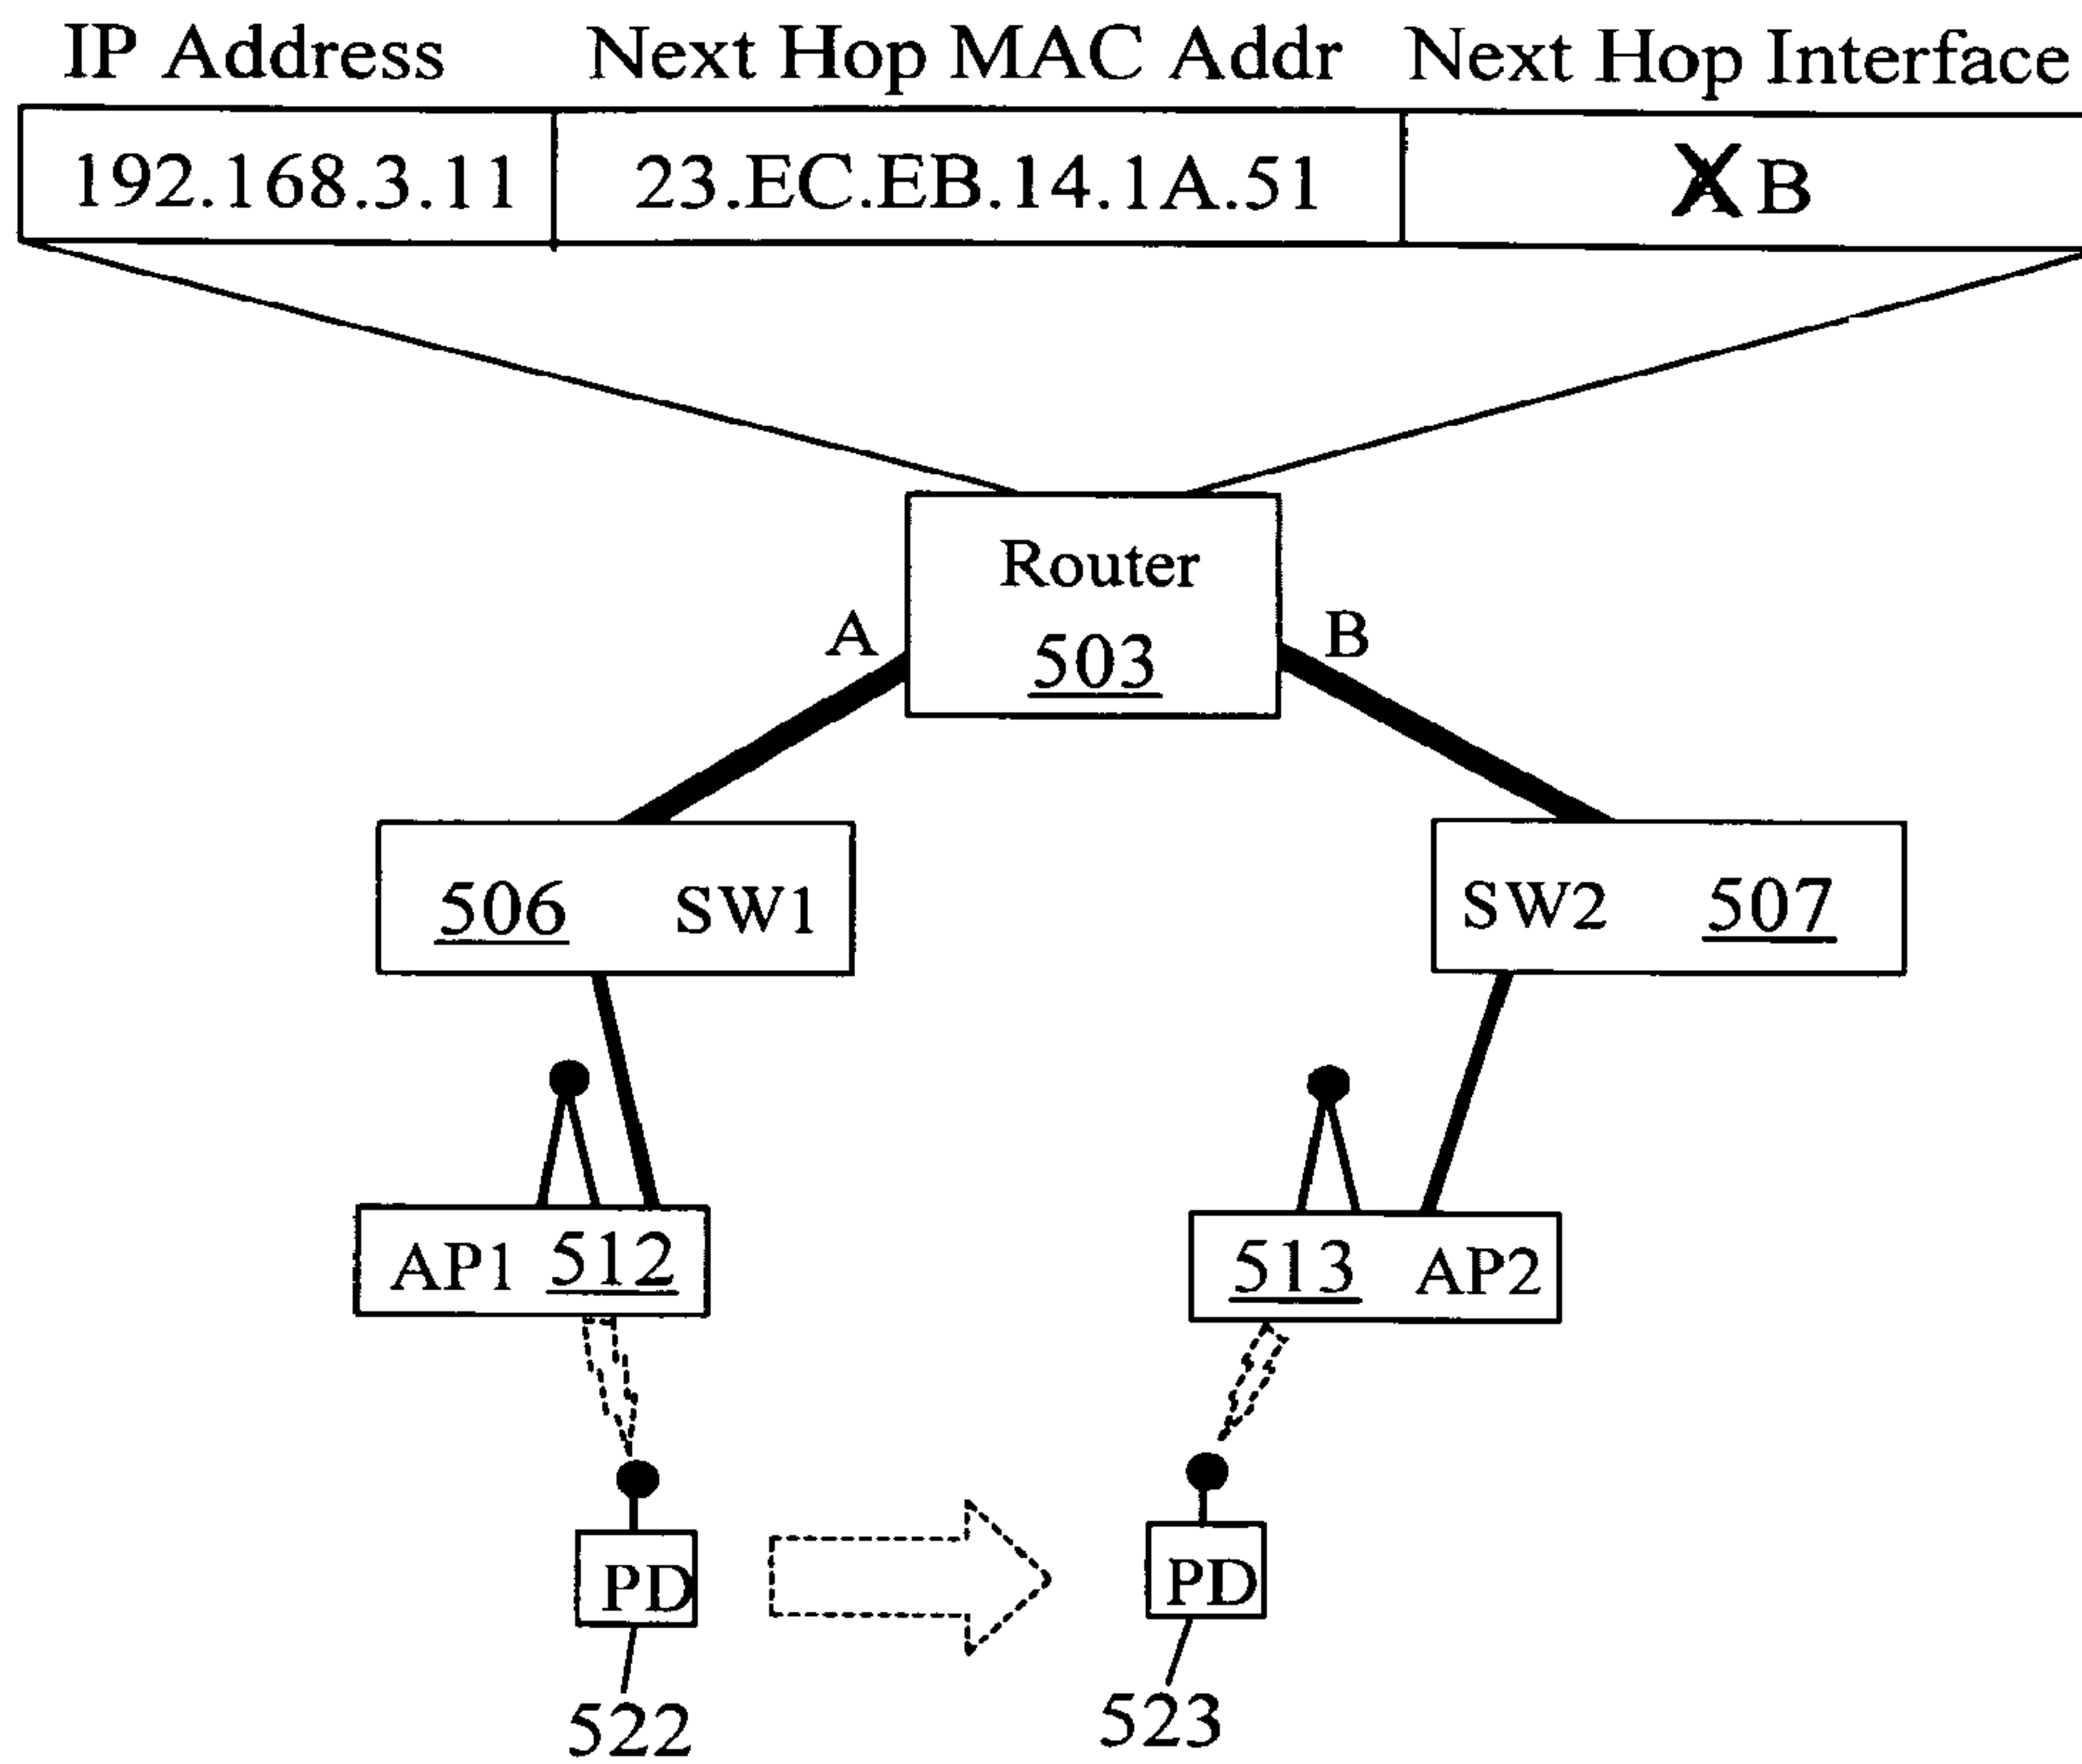 IP Address Next Hop MAC Addr Next Hop Interface
192.168.3.11 23.EC.EB.14.1A.51 A B
Router
A 503 B
506 SW1 SW2 507
AP1 512 513 AP2
PD PD
522 523